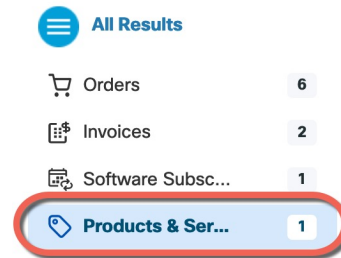 All Results
Orders 6
Invoices 2
Software Subsc... 1
Products & Ser... 1